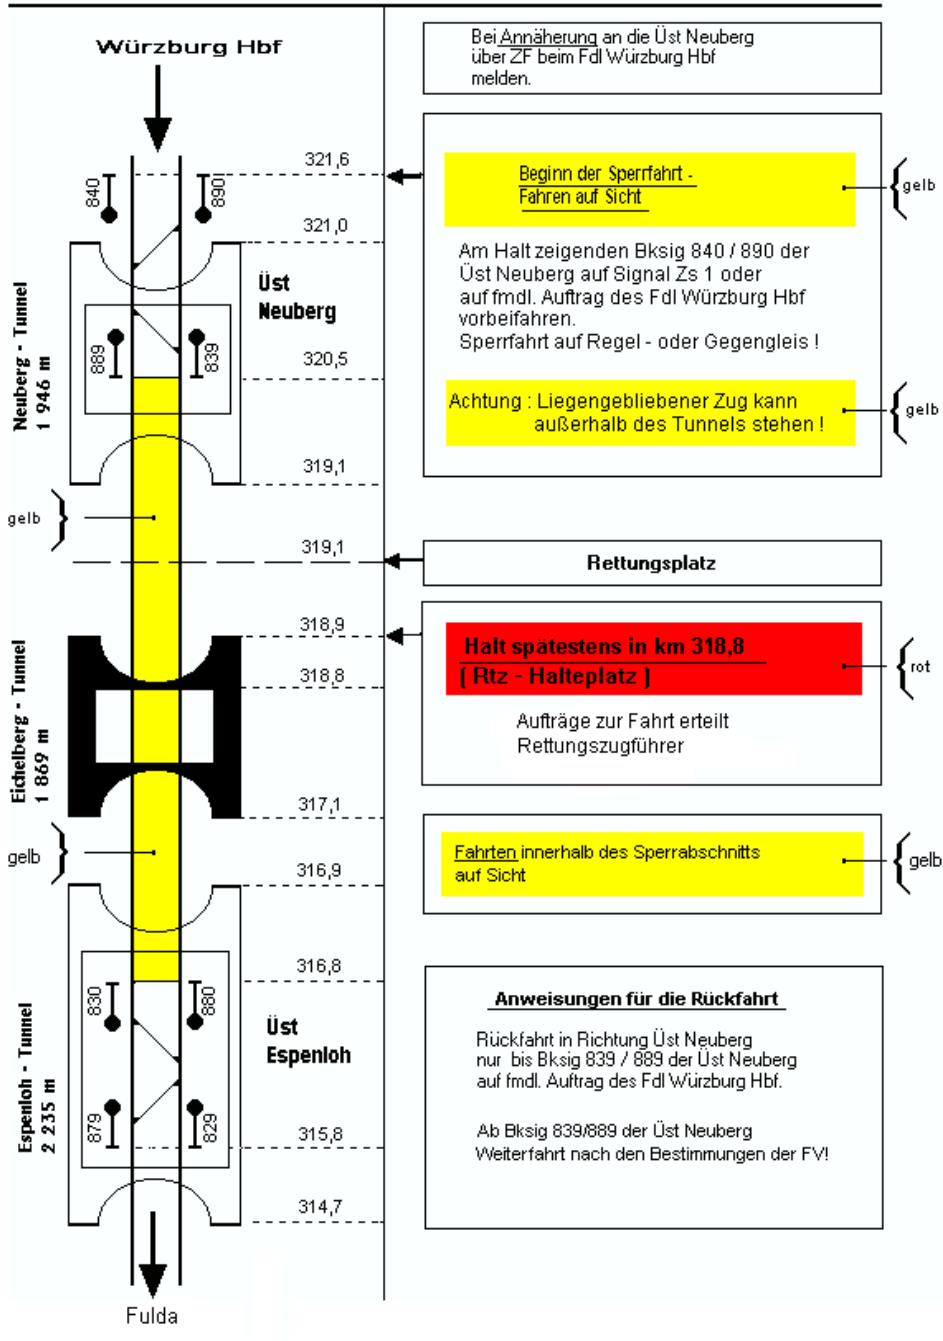 Würzburg Hbf
Bei Annäherung an die Üst Neuberg
über ZF beim Fdl Würzburg Hbf
melden.
321,6
840
890
Beginn der Sperrfahrt -
Fahren auf Sicht
gelb
321,0
Üst
Neuberg
Am Halt zeigenden Bksig 840 / 890 der
Üst Neuberg auf Signal Zs 1 oder
auf fmdl. Auftrag des Fdl Würzburg Hbf
vorbeifahren.
Sperrfahrt auf Regel - oder Gegengleis !
889
839
320,5
Neuberg - Tunnel
1 946 m
Achtung : Liegengebliebener Zug kann
außerhalb des Tunnels stehen !
gelb
319,1
gelb
319,1
Rettungsplatz
318,9
Halt spätestens in km 318,8
( Rtz - Halteplatz )
rot
318,8
Eichelberg - Tunnel
1 869 m
Aufträge zur Fahrt erteilt
Rettungszugführer
317,1
gelb
Fahrten innerhalb des Sperrabschnitts
auf Sicht
gelb
316,9
316,8
830
880
Üst
Espenloh
Espenloh - Tunnel
2 235 m
Anweisungen für die Rückfahrt
Rückfahrt in Richtung Üst Neuberg
nur bis Bksig 839 / 889 der Üst Neuberg
auf fmdl. Auftrag des Fdl Würzburg Hbf.
879
829
315,8
Ab Bksig 839/889 der Üst Neuberg
Weiterfahrt nach den Bestimmungen der FV!
314,7
Fulda